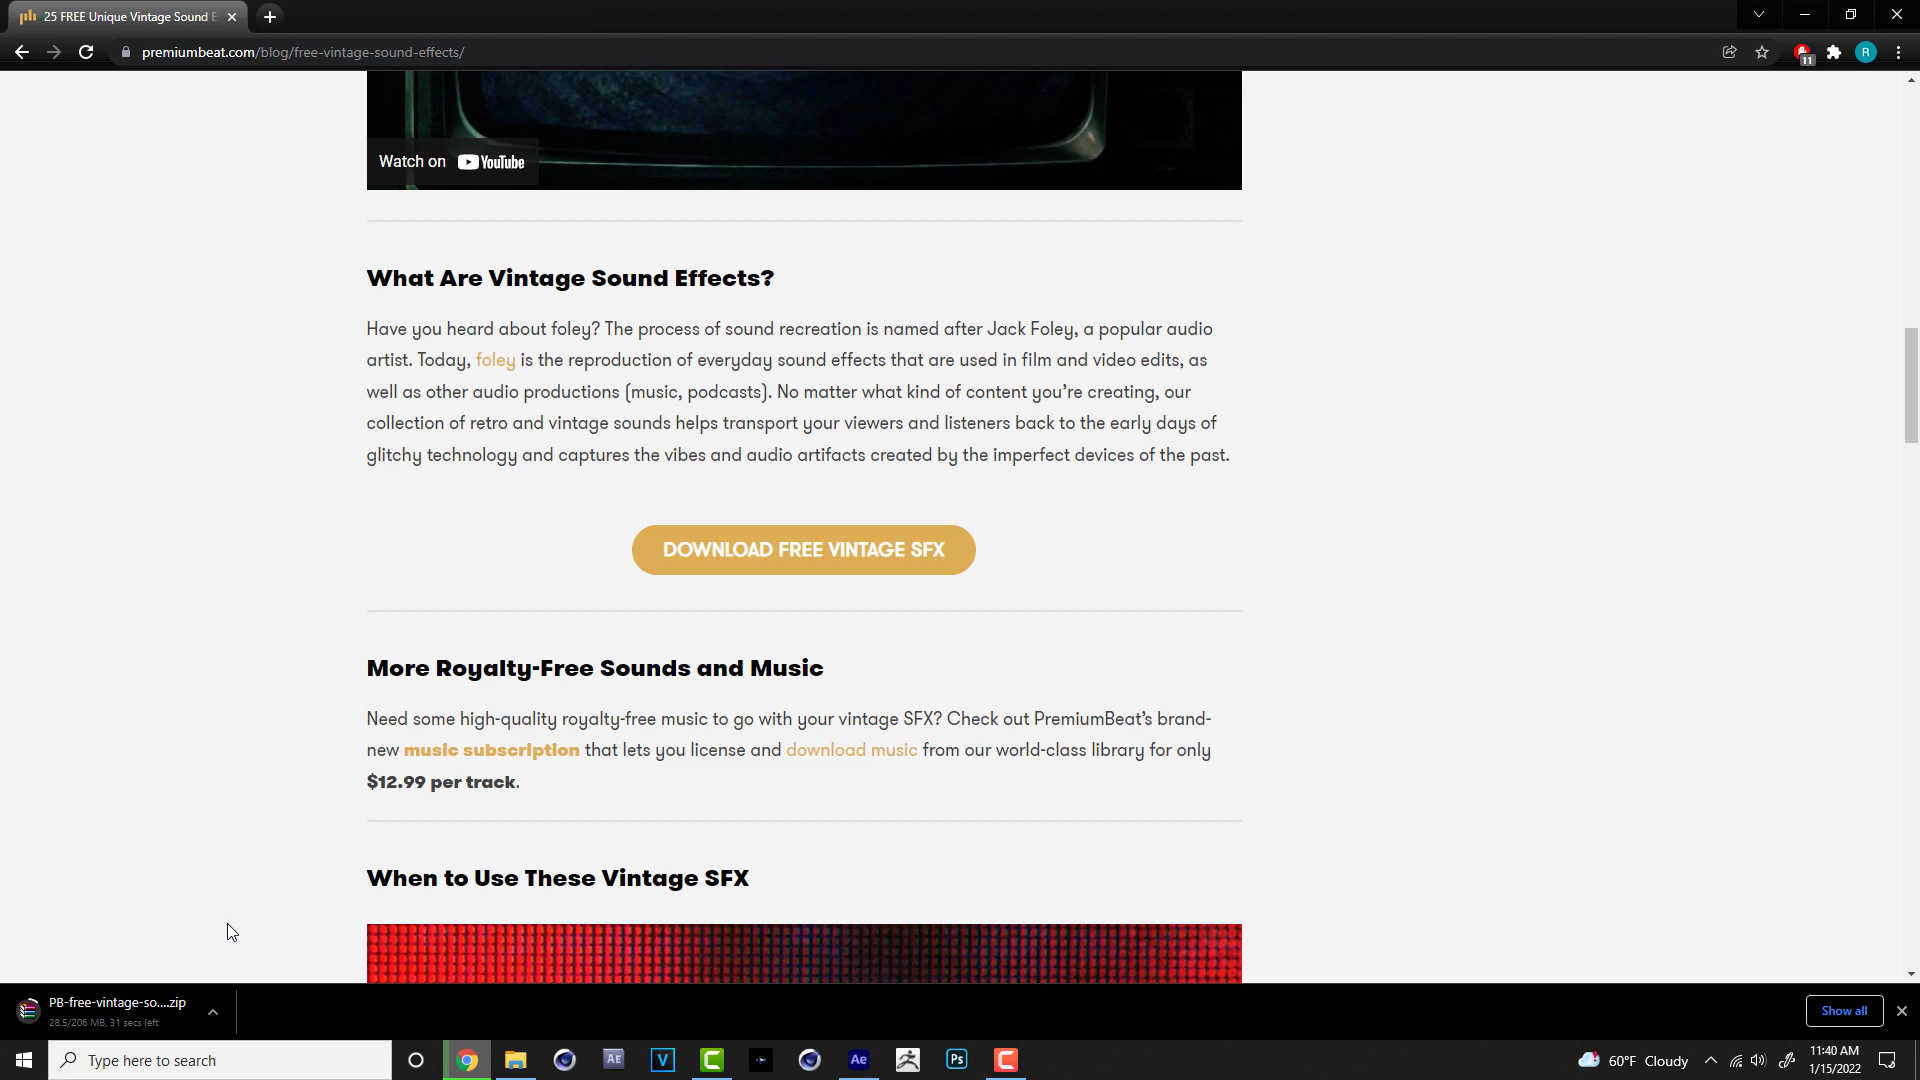 25 FREE Unique Vintage Sound E
premiumbeat.com/blog/free-vintage-sound-effects/
11
R
Watch on YouTube
What Are Vintage Sound Effects?
Have you heard about foley? The process of sound recreation is named after Jack Foley, a popular audio
artist. Today, foley is the reproduction of everyday sound effects that are used in film and video edits, as
well as other audio productions (music, podcasts). No matter what kind of content you’re creating, our
collection of retro and vintage sounds helps transport your viewers and listeners back to the early days of
glitchy technology and captures the vibes and audio artifacts created by the imperfect devices of the past.
DOWNLOAD FREE VINTAGE SFX
More Royalty-Free Sounds and Music
Need some high-quality royalty-free music to go with your vintage SFX? Check out PremiumBeat’s brand-
new music subscription that lets you license and download music from our world-class library for only
$12.99 per track.
When to Use These Vintage SFX
PB-free-vintage-so....zip
28.5/206 MB, 31 secs left
Show all
Type here to search
AE
V
Ae
Ps
60°F Cloudy
11:40 AM
1/15/2022